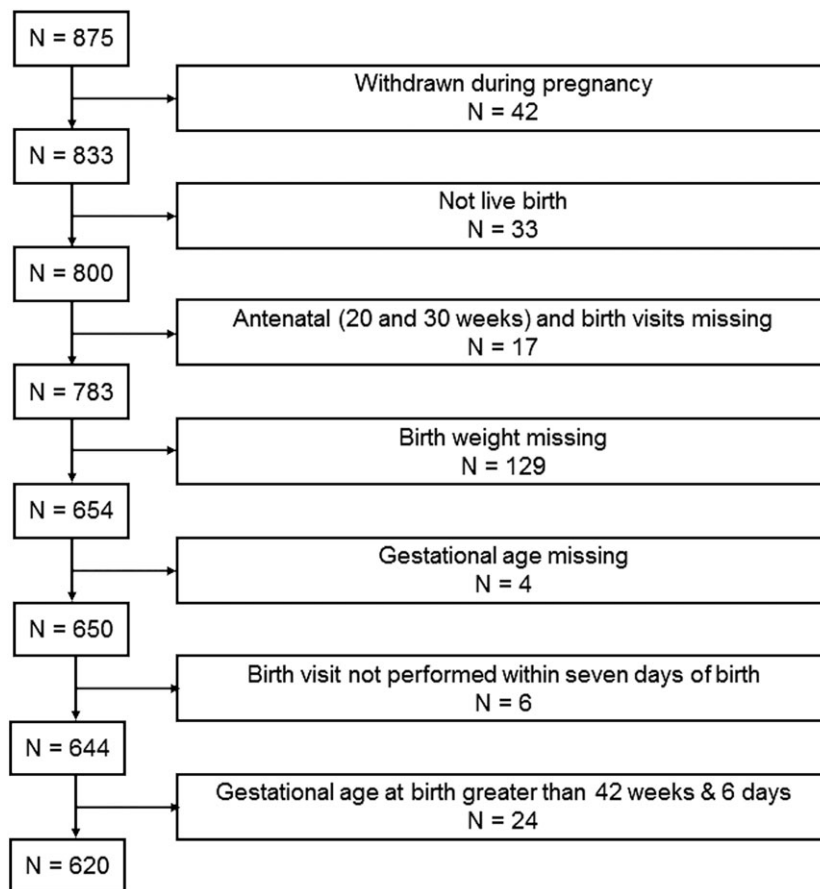 N = 875
Withdrawn during pregnancy
N = 42
N = 833
Not live birth
N = 33
N = 800
Antenatal (20 and 30 weeks) and birth visits missing
N = 17
N = 783
Birth weight missing
N = 129
N = 654
Gestational age missing
N = 4
N = 650
Birth visit not performed within seven days of birth
N = 6
N = 644
Gestational age at birth greater than 42 weeks & 6 days
N = 24
N = 620